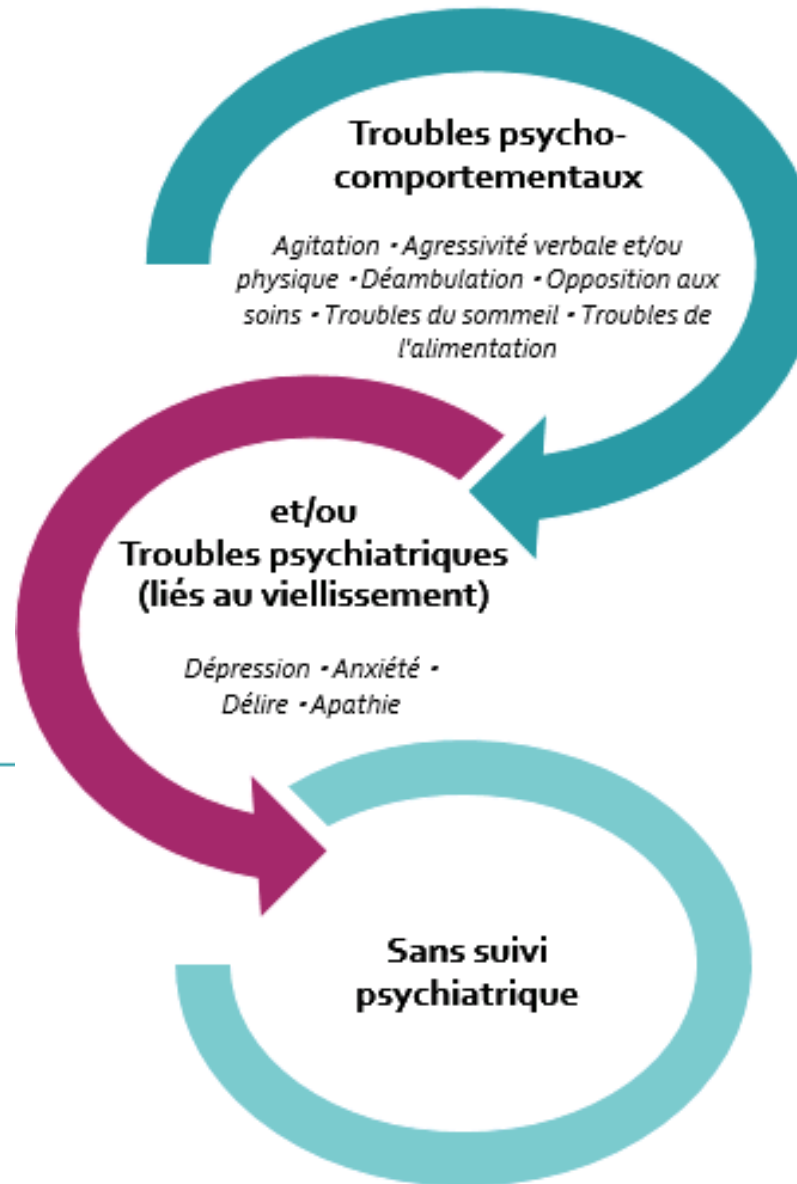 Troubles psycho-
comportementaux
Agitation • Agressivité verbale et/ou
physique • Déambulation • Opposition aux
soins • Troubles du sommeil • Troubles de
l'alimentation
et/ou
Troubles psychiatriques
(liés au viellissement)
Dépression • Anxiété •
Délire • Apathie
Sans suivi
psychiatrique